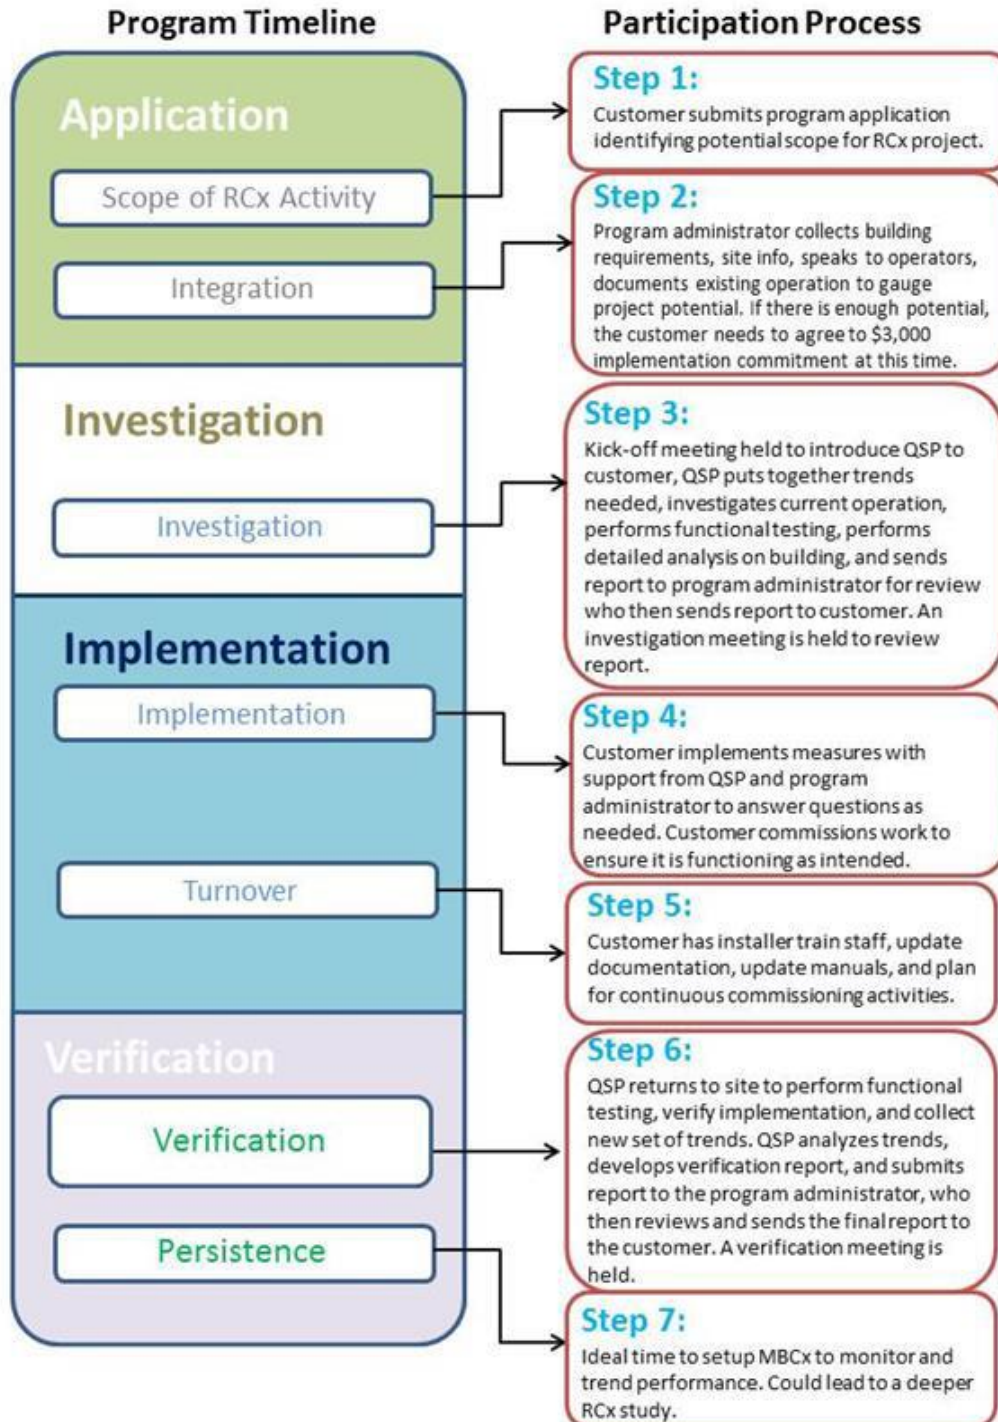 Program Timeline
Participation Process
Application
Scope of RCx Activity
Integration
Investigation
Investigation
Implementation
Implementation
Turnover
Verification
Verification
Persistence
Step 1:
Customer submits program application
identifying potential scope for RCx project.
Step 2:
Program administrator collects building
requirements, site info, speaks to operators,
documents existing operation to gauge
project potential. If there is enough potential,
the customer needs to agree to $3,000
implementation commitment at this time.
Step 3:
Kick-off meeting held to introduce QSP to
customer, QSP puts together trends
needed, investigates current operation,
performs functional testing, performs
detailed analysis on building, and sends
report to program administrator for review
who then sends report to customer. An
investigation meeting is held to review
report.
Step 4:
Customer implements measures with
support from QSP and program
administrator to answer questions as
needed. Customer commissions work to
ensure it is functioning as intended.
Step 5:
Customer has installer train staff, update
documentation, update manuals, and plan
for continuous commissioning activities.
Step 6:
QSP returns to site to perform functional
testing, verify implementation, and collect
new set of trends. QSP analyzes trends,
develops verification report, and submits
report to the program administrator, who
then reviews and sends the final report to
the customer. A verification meeting is
held.
Step 7:
Ideal time to setup MBCx to monitor and
trend performance. Could lead to a deeper
RCx study.